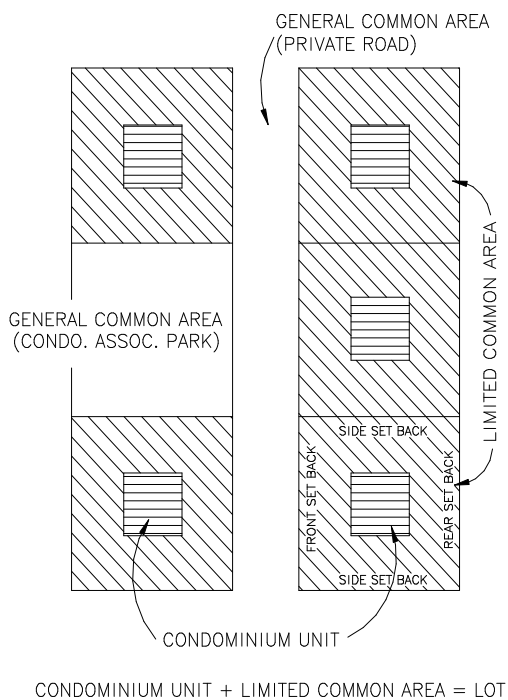 GENERAL COMMON AREA
(PRIVATE ROAD)
GENERAL COMMON AREA
(CONDO. ASSOC. PARK)
LIMITED COMMON AREA
SIDE SET BACK
FRONT SET BACK
REAR SET BACK
SIDE SET BACK
CONDOMINIUM UNIT
CONDOMINIUM UNIT + LIMITED COMMON AREA = LOT